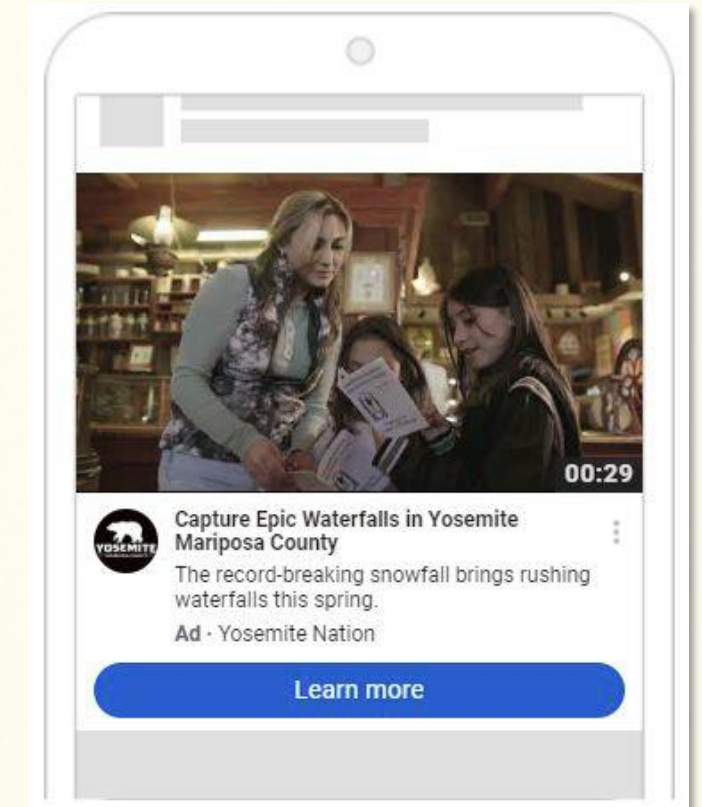 00:29
Capture Epic Waterfalls in Yosemite
Mariposa County
YOSEMITE
The record-breaking snowfall brings rushing
waterfalls this spring.
Ad · Yosemite Nation
Learn more